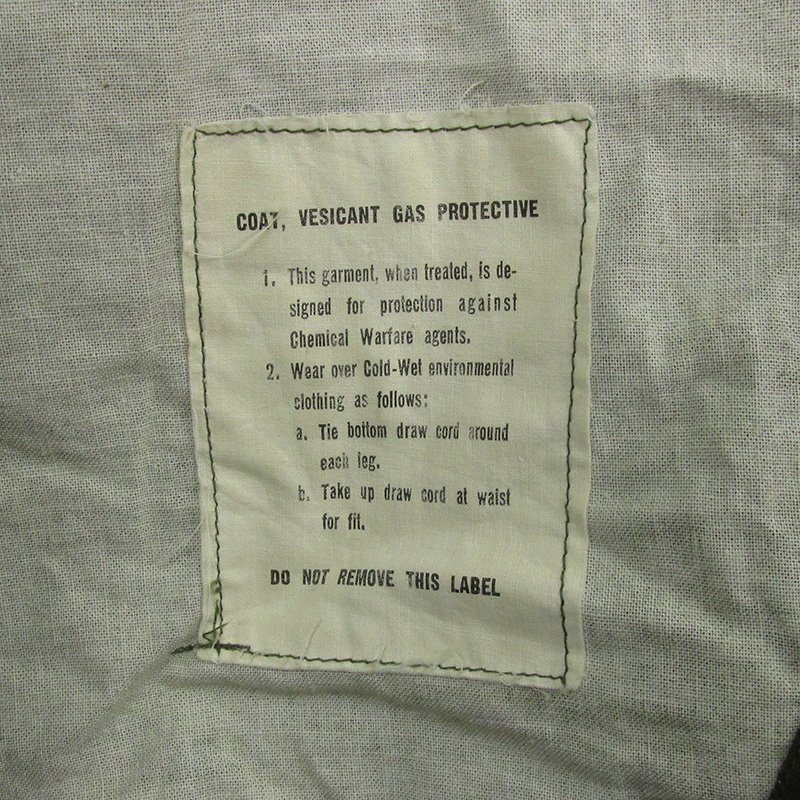 COAT, VESICANT GAS PROTECTIVE
1. This garment, when treated, is de-
signed for protection against
Chemical Warfare agents.
2. Wear over Cold-Wet environmental
clothing as follows:
a. Tie bottom draw cord around
each leg.
b. Take up draw cord at waist
for fit.
DO NOT REMOVE THIS LABEL